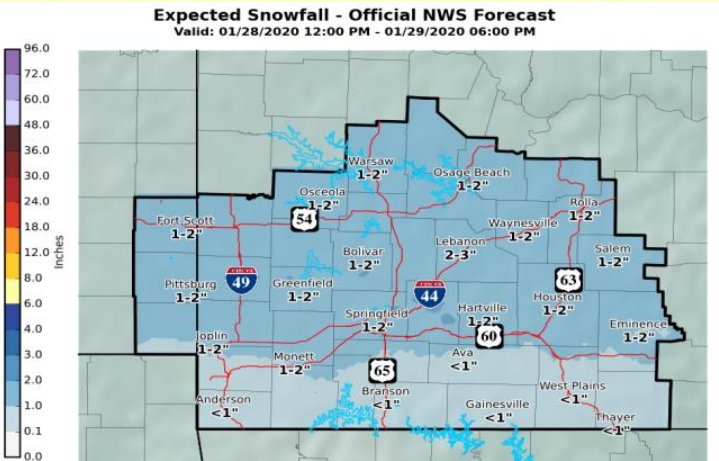 Expected Snowfall - Official NWS Forecast
Valid: 01/28/2020 12:00 PM - 01/29/2020 06:00 PM
96.0
72.0
60.0
48.0
36.0
30.0
24.0
18.0
12.0
8.0
6.0
4.0
3.0
2.0
1.0
0.1
0.0
Inches
Warsaw
1-2"
Osage Beach
1-2"
Osceola
1-2"
54
Rolla
1-2"
Fort Scott
1-2"
Waynesville
1-2"
Lebanon
2-3"
Bolivar
1-2"
Salem
1-2"
Pittsburg
1-2"
49
Greenfield
1-2"
44
63
Houston
1-2"
Springfield
1-2"
Hartville
1-2"
60
Eminence
1-2"
Joplin
1-2"
Monett
1-2"
65
Ava
<1"
Branson
<1"
West Plains
<1"
Anderson
<1"
Gainesville
<1"
Thayer
<1"